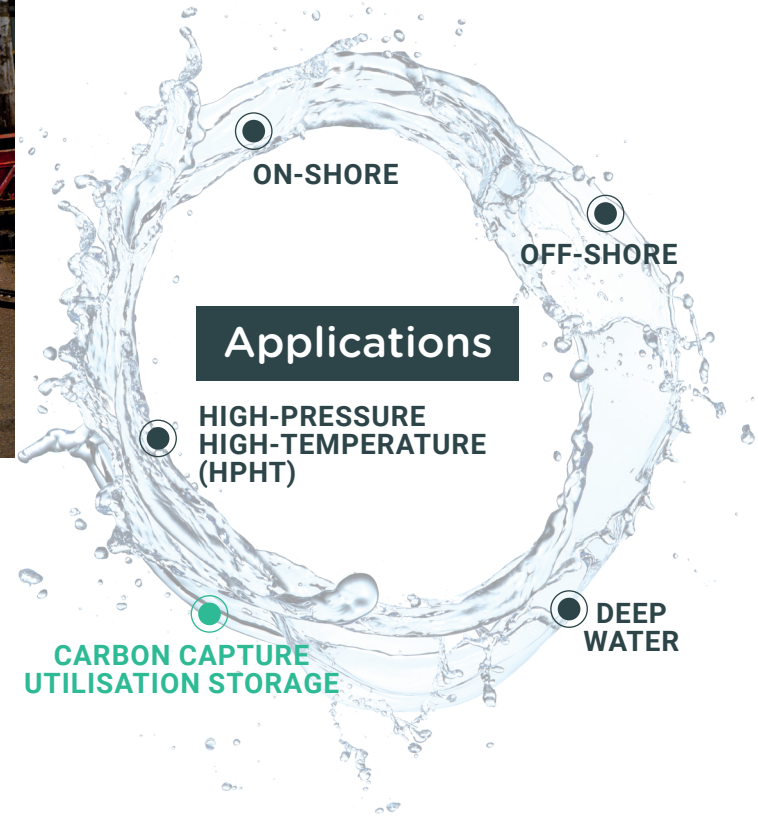 ON-SHORE
OFF-SHORE
Applications
HIGH-PRESSURE
HIGH-TEMPERATURE
(HPHT)
DEEP
WATER
CARBON CAPTURE
UTILISATION STORAGE